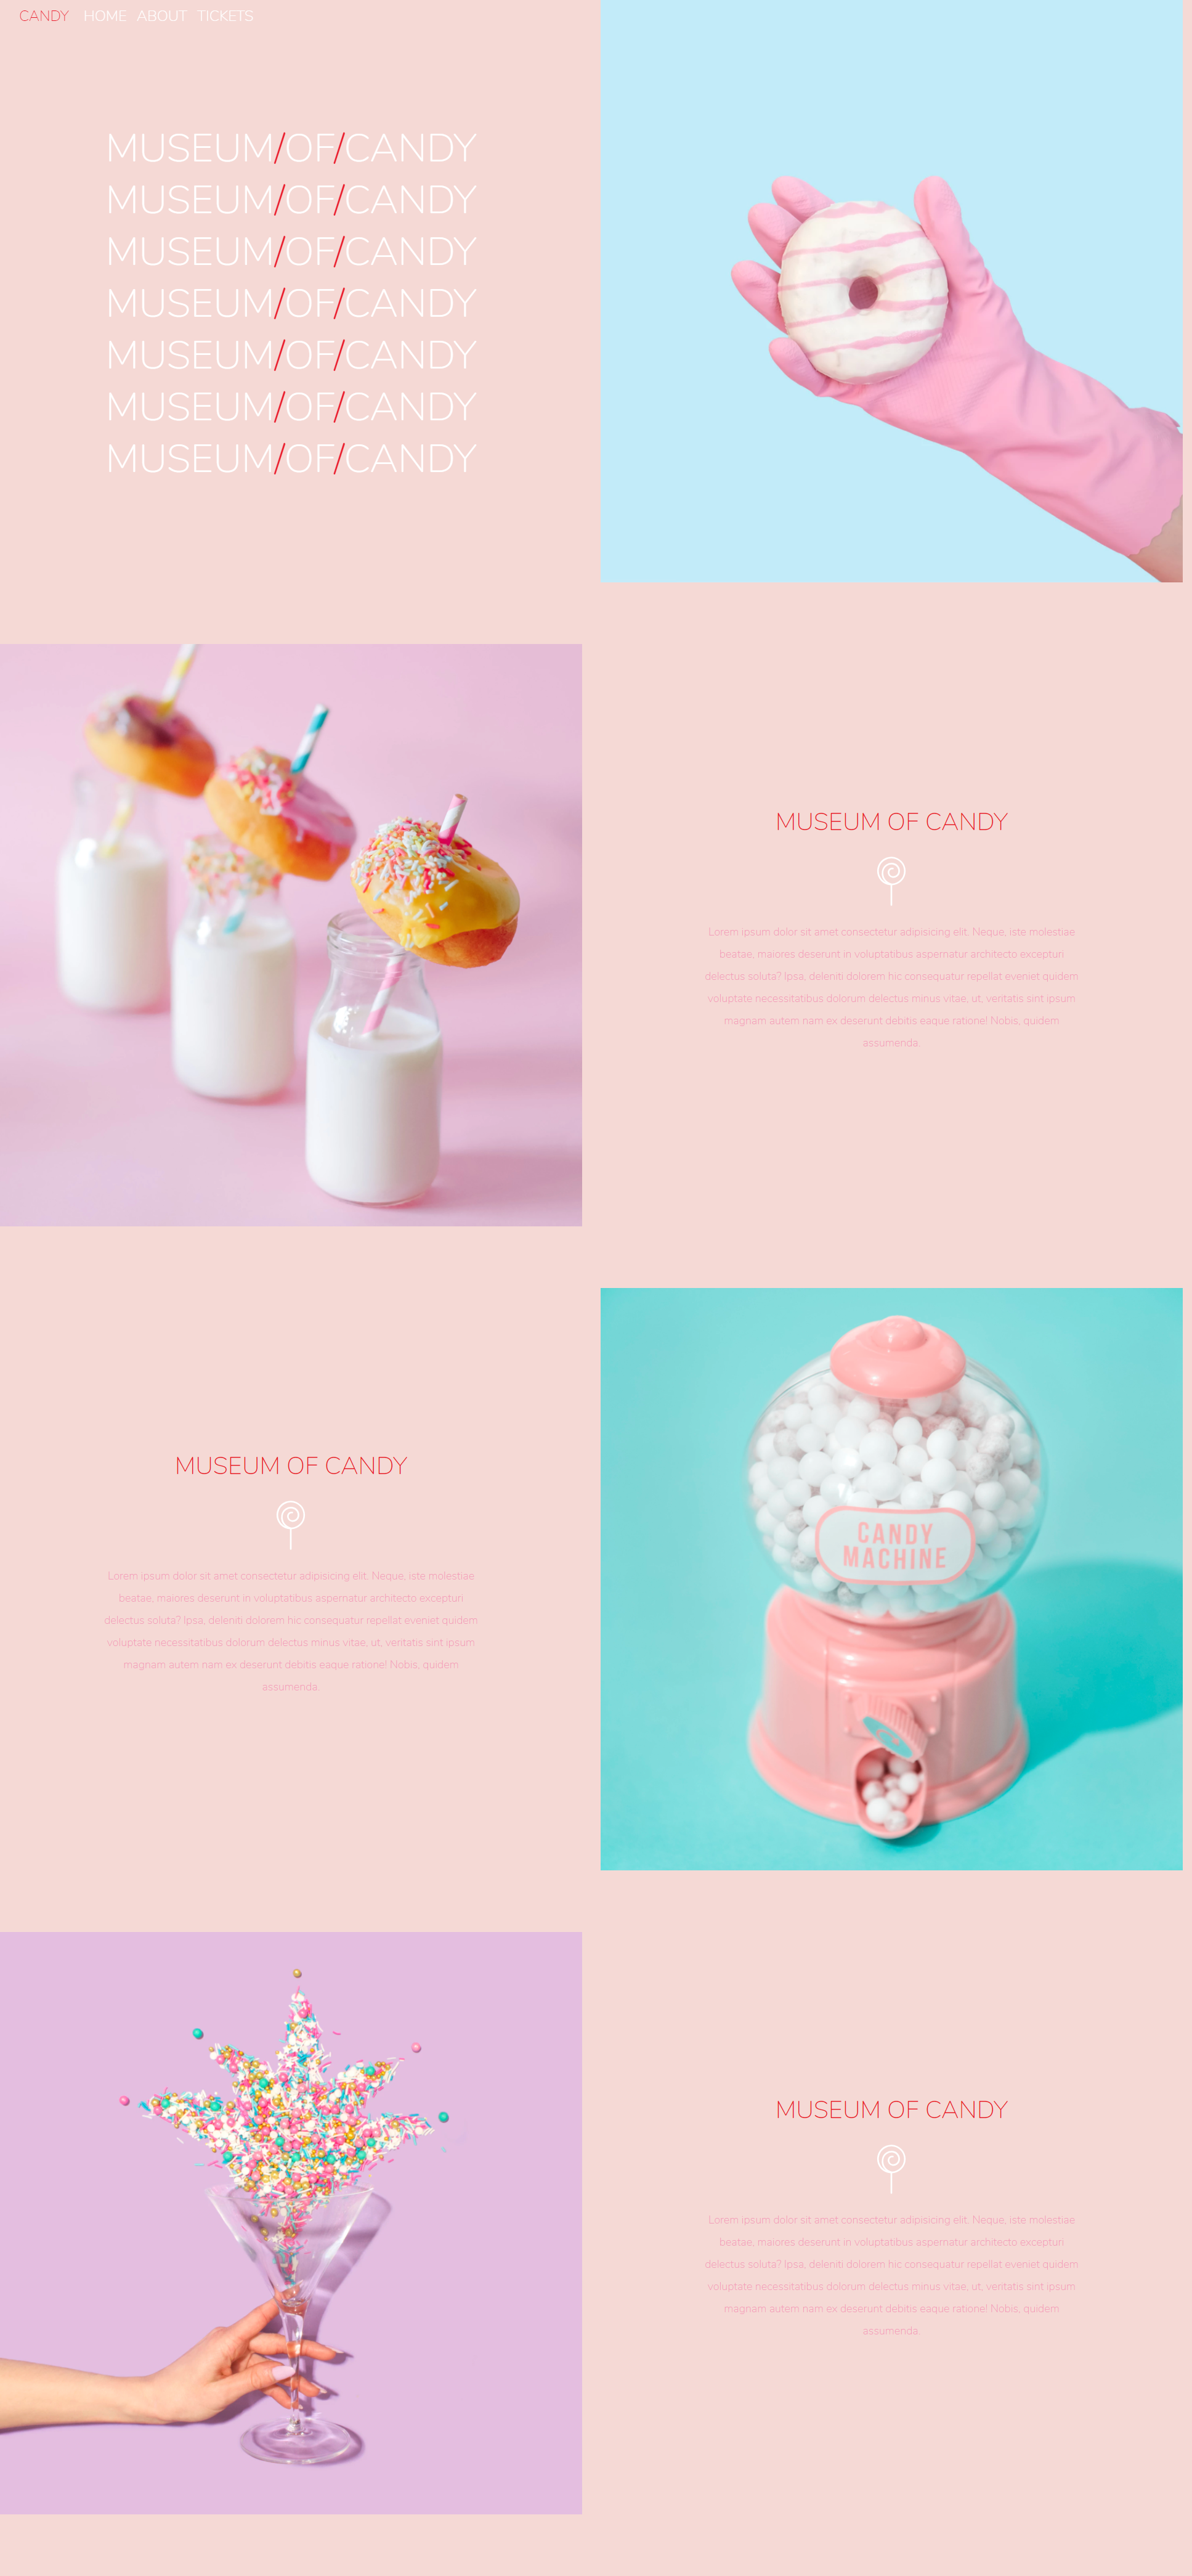 CANDY HOME ABOUT TICKETS
MUSEUM/OF/CANDY
MUSEUM/OF/CANDY
MUSEUM/OF/CANDY
MUSEUM/OF/CANDY
MUSEUM/OF/CANDY
MUSEUM/OF/CANDY
MUSEUM/OF/CANDY
MUSEUM OF CANDY
Lorem ipsum dolor sit amet consectetur adipisicing elit. Neque, iste molestiae
beatae, maiores deserunt in voluptatibus aspernatur architecto excepturi
delectus soluta? Ipsa, deleniti dolorem hic consequatur repellat eveniet quidem
voluptate necessitatibus dolorum delectus minus vitae, ut, veritatis sint ipsum
magnam autem nam ex deserunt debitis eaque ratione! Nobis, quidem
assumenda.
MUSEUM OF CANDY
Lorem ipsum dolor sit amet consectetur adipisicing elit. Neque, iste molestiae
beatae, maiores deserunt in voluptatibus aspernatur architecto excepturi
delectus soluta? Ipsa, deleniti dolorem hic consequatur repellat eveniet quidem
voluptate necessitatibus dolorum delectus minus vitae, ut, veritatis sint ipsum
magnam autem nam ex deserunt debitis eaque ratione! Nobis, quidem
assumenda.
CANDY
MACHINE
MUSEUM OF CANDY
Lorem ipsum dolor sit amet consectetur adipisicing elit. Neque, iste molestiae
beatae, maiores deserunt in voluptatibus aspernatur architecto excepturi
delectus soluta? Ipsa, deleniti dolorem hic consequatur repellat eveniet quidem
voluptate necessitatibus dolorum delectus minus vitae, ut, veritatis sint ipsum
magnam autem nam ex deserunt debitis eaque ratione! Nobis, quidem
assumenda.